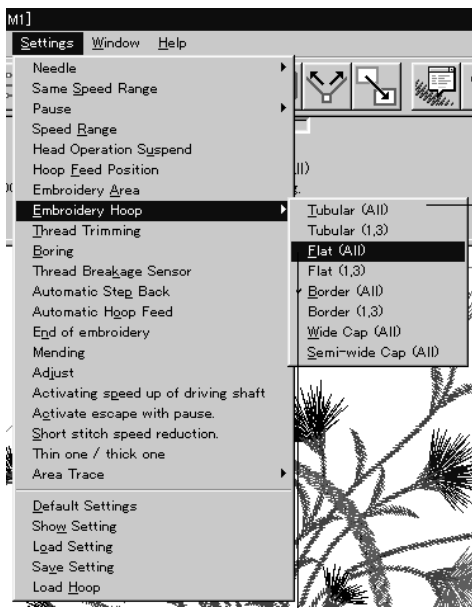 M1]
Settings Window Help
Needle
Same Speed Range
Pause
Speed Range
Head Operation Suspend
Hoop Feed Position
Embroidery Area
Embroidery Hoop
Thread Trimming
Boring
Thread Breakage Sensor
Automatic Step Back
Automatic Hoop Feed
End of embroidery
Mending
Adjust
Activating speed up of driving shaft
Activate escape with pause.
Short stitch speed reduction.
Thin one / thick one
Area Trace
Default Settings
Show Setting
Load Setting
Save Setting
Load Hoop
Tubular (All)
Tubular (1,3)
Flat (All)
Flat (1,3)
Border (All)
Border (1,3)
Wide Cap (All)
Semi-wide Cap (All)